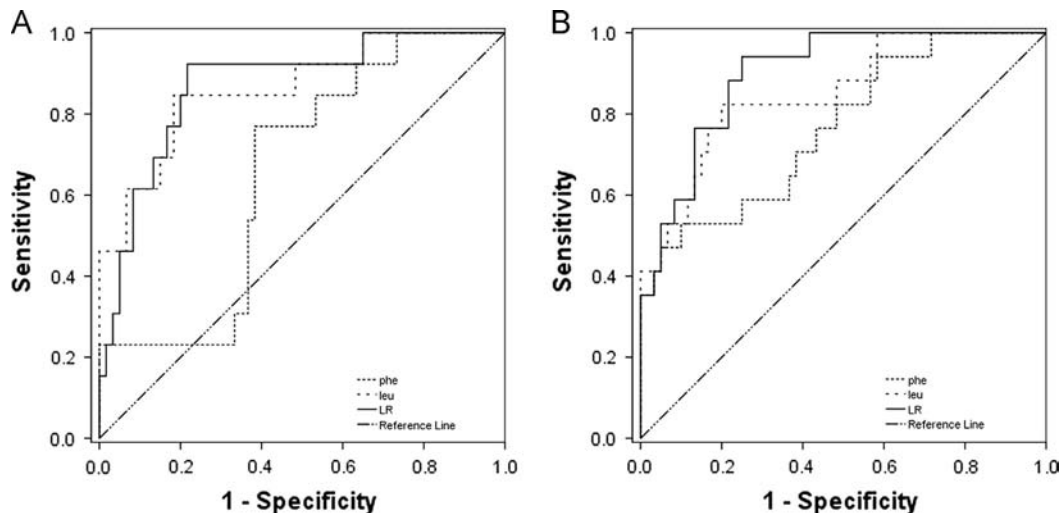 A
Sensitivity
1.0
0.8
0.6
0.4
0.2
0.0
phe
leu
LR
Reference Line
0.0 0.2 0.4 0.6 0.8 1.0
1 - Specificity
B
Sensitivity
1.0
0.8
0.6
0.4
0.2
0.0
phe
leu
LR
Reference Line
0.0 0.2 0.4 0.6 0.8 1.0
1 - Specificity